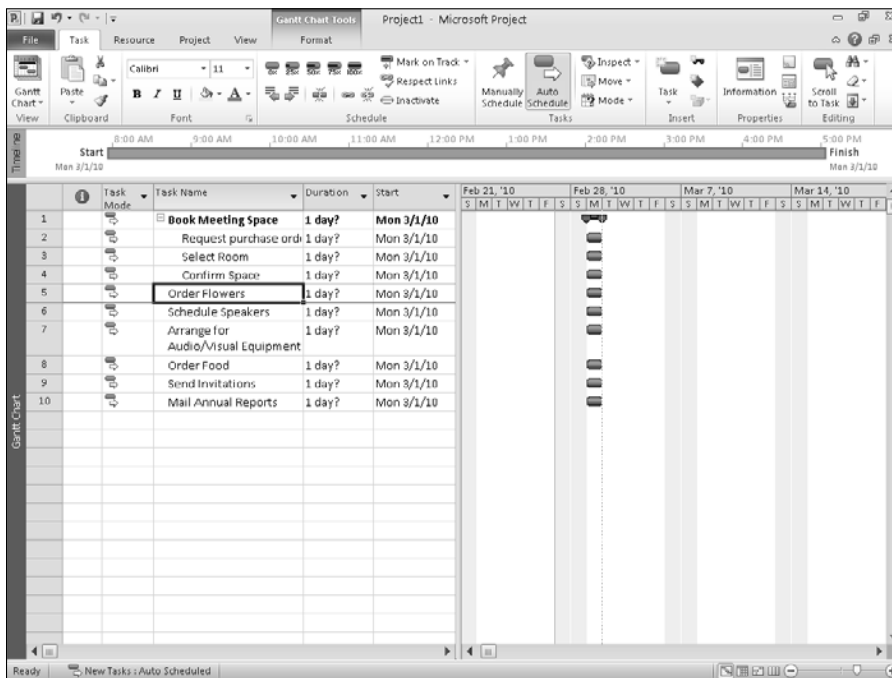 Gantt Chart Tools Project1 - Microsoft Project
File Task Resource Project View Format
Calibri 11
Mark on Track
Respect Links
Inactivate
Inspect
Move
Mode
Gantt Chart
Paste
B I U A
0% 25% 50% 75% 100%
Manually Schedule
Auto Schedule
Task
Information
Scroll to Task
View Clipboard Font Schedule Tasks Insert Properties Editing
Timeline
8:00 AM 9:00 AM 10:00 AM 11:00 AM 12:00 PM 1:00 PM 2:00 PM 3:00 PM 4:00 PM 5:00 PM
Start Finish
Mon 3/1/10 Mon 3/1/10
Task Mode Task Name Duration Start Feb 21, '10 Feb 28, '10 Mar 7, '10 Mar 14, '10
S M T W T F S S M T W T F S S M T W T F S S M T W T F
1 Book Meeting Space 1 day? Mon 3/1/10
2 Request purchase ord 1 day? Mon 3/1/10
3 Select Room 1 day? Mon 3/1/10
4 Confirm Space 1 day? Mon 3/1/10
5 Order Flowers 1 day? Mon 3/1/10
6 Schedule Speakers 1 day? Mon 3/1/10
7 Arrange for 1 day? Mon 3/1/10
Audio/Visual Equipment
8 Order Food 1 day? Mon 3/1/10
9 Send Invitations 1 day? Mon 3/1/10
10 Mail Annual Reports 1 day? Mon 3/1/10
Gantt Chart
Ready New Tasks : Auto Scheduled